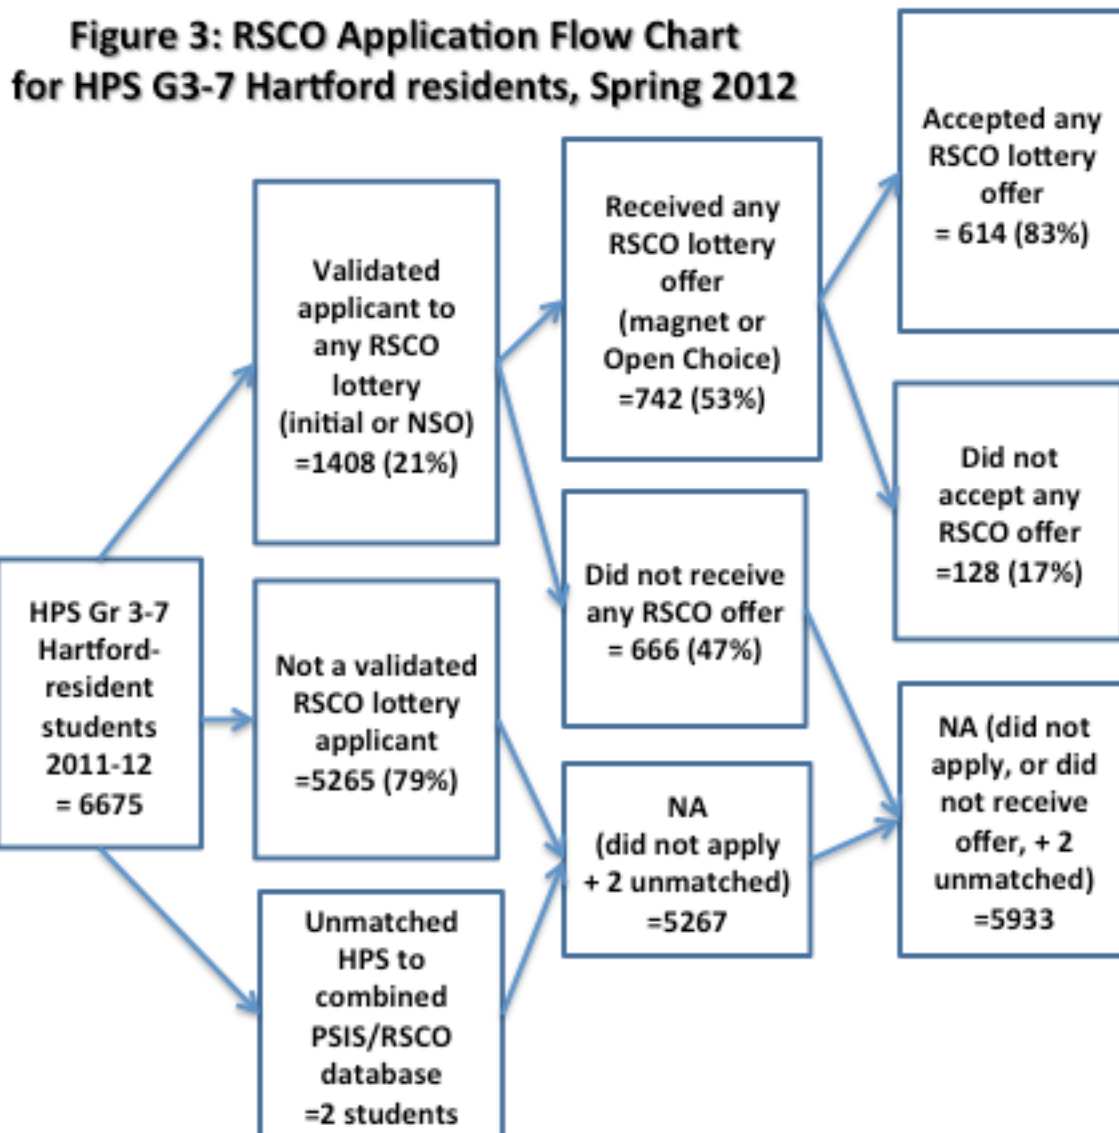 Figure 3: RSCO Application Flow Chart
for HPS G3-7 Hartford residents, Spring 2012
HPS Gr 3-7
Hartford-
resident
students
2011-12
= 6675
Validated
applicant to
any RSCO
lottery
(initial or NSO)
=1408 (21%)
Not a validated
RSCO lottery
applicant
=5265 (79%)
Unmatched
HPS to
combined
PSIS/RSCO
database
=2 students
Received any
RSCO lottery
offer
(magnet or
Open Choice)
=742 (53%)
Did not receive
any RSCO offer
= 666 (47%)
NA
(did not apply
+ 2 unmatched)
=5267
Accepted any
RSCO lottery
offer
= 614 (83%)
Did not
accept any
RSCO offer
=128 (17%)
NA (did not
apply, or did
not receive
offer, + 2
unmatched)
=5933